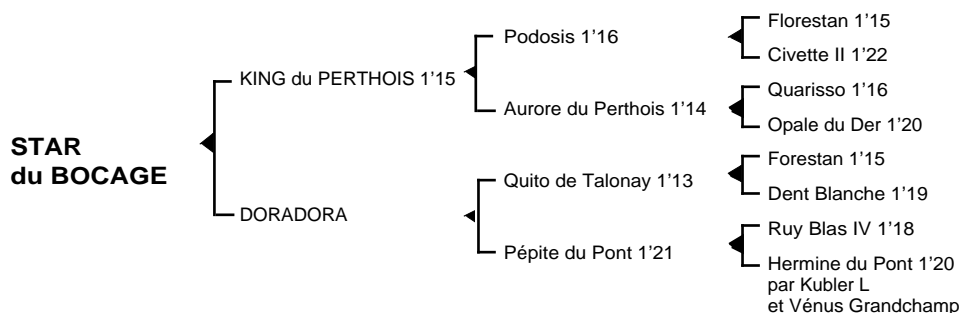 STAR
du BOCAGE
KING du PERTHOIS 1’15
DORADORA
Podosis 1’16
Aurore du Perthois 1’14
Quito de Talonay 1’13
Pépite du Pont 1’21
Florestan 1’15
Civette II 1’22
Quarisso 1’16
Opale du Der 1’20
Forestan 1’15
Dent Blanche 1’19
Ruy Blas IV 1’18
Hermine du Pont 1’20
par Kubler L
et Vénus Grandchamp